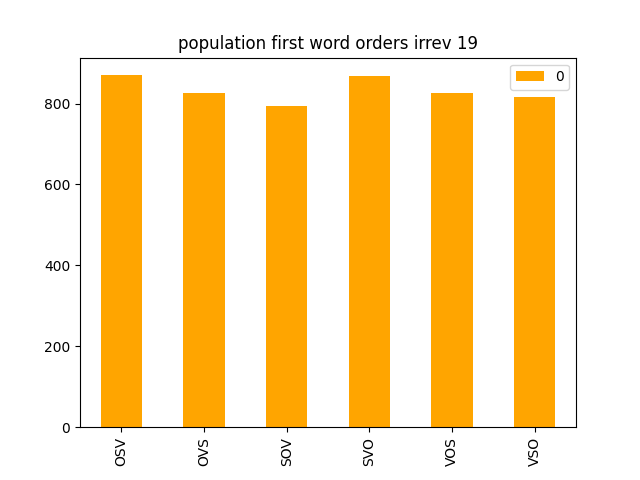 population first word orders irrev 19
0
800
600
400
200
0
OSV
OVS
SOV
SVO
VOS
VSO